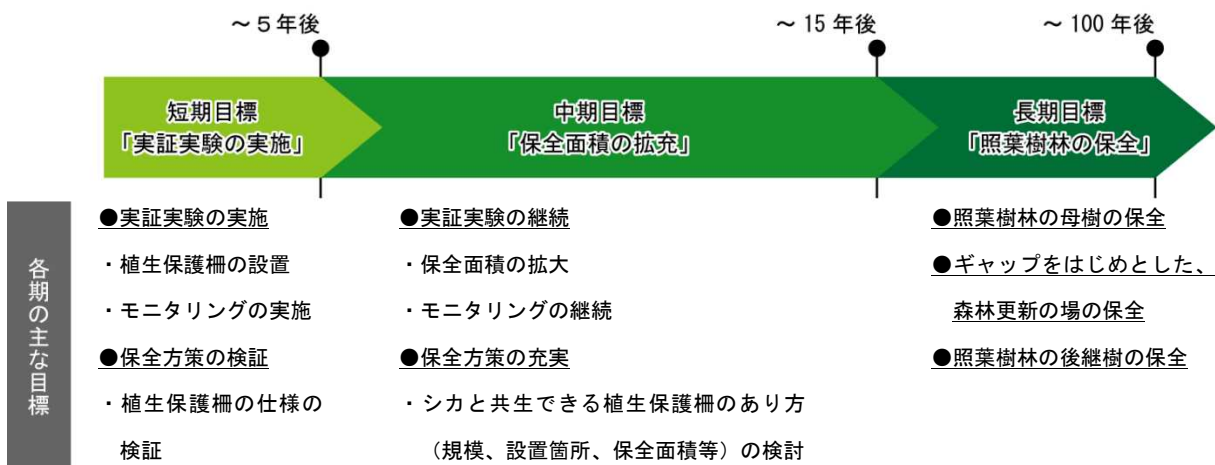 ～５年後
～ 15 年後
～ 100 年後
短期目標
「実証実験の実施」
中期目標
「保全面積の拡充」
長期目標
「照葉樹林の保全」
各期の主な目標
●実証実験の実施
・植生保護柵の設置
・モニタリングの実施
●保全方策の検証
・植生保護柵の仕様の
検証
●実証実験の継続
・保全面積の拡大
・モニタリングの継続
●保全方策の充実
・シカと共生できる植生保護柵のあり方
（規模、設置箇所、保全面積等）の検討
●照葉樹林の母樹の保全
●ギャップをはじめとした、
森林更新の場の保全
●照葉樹林の後継樹の保全